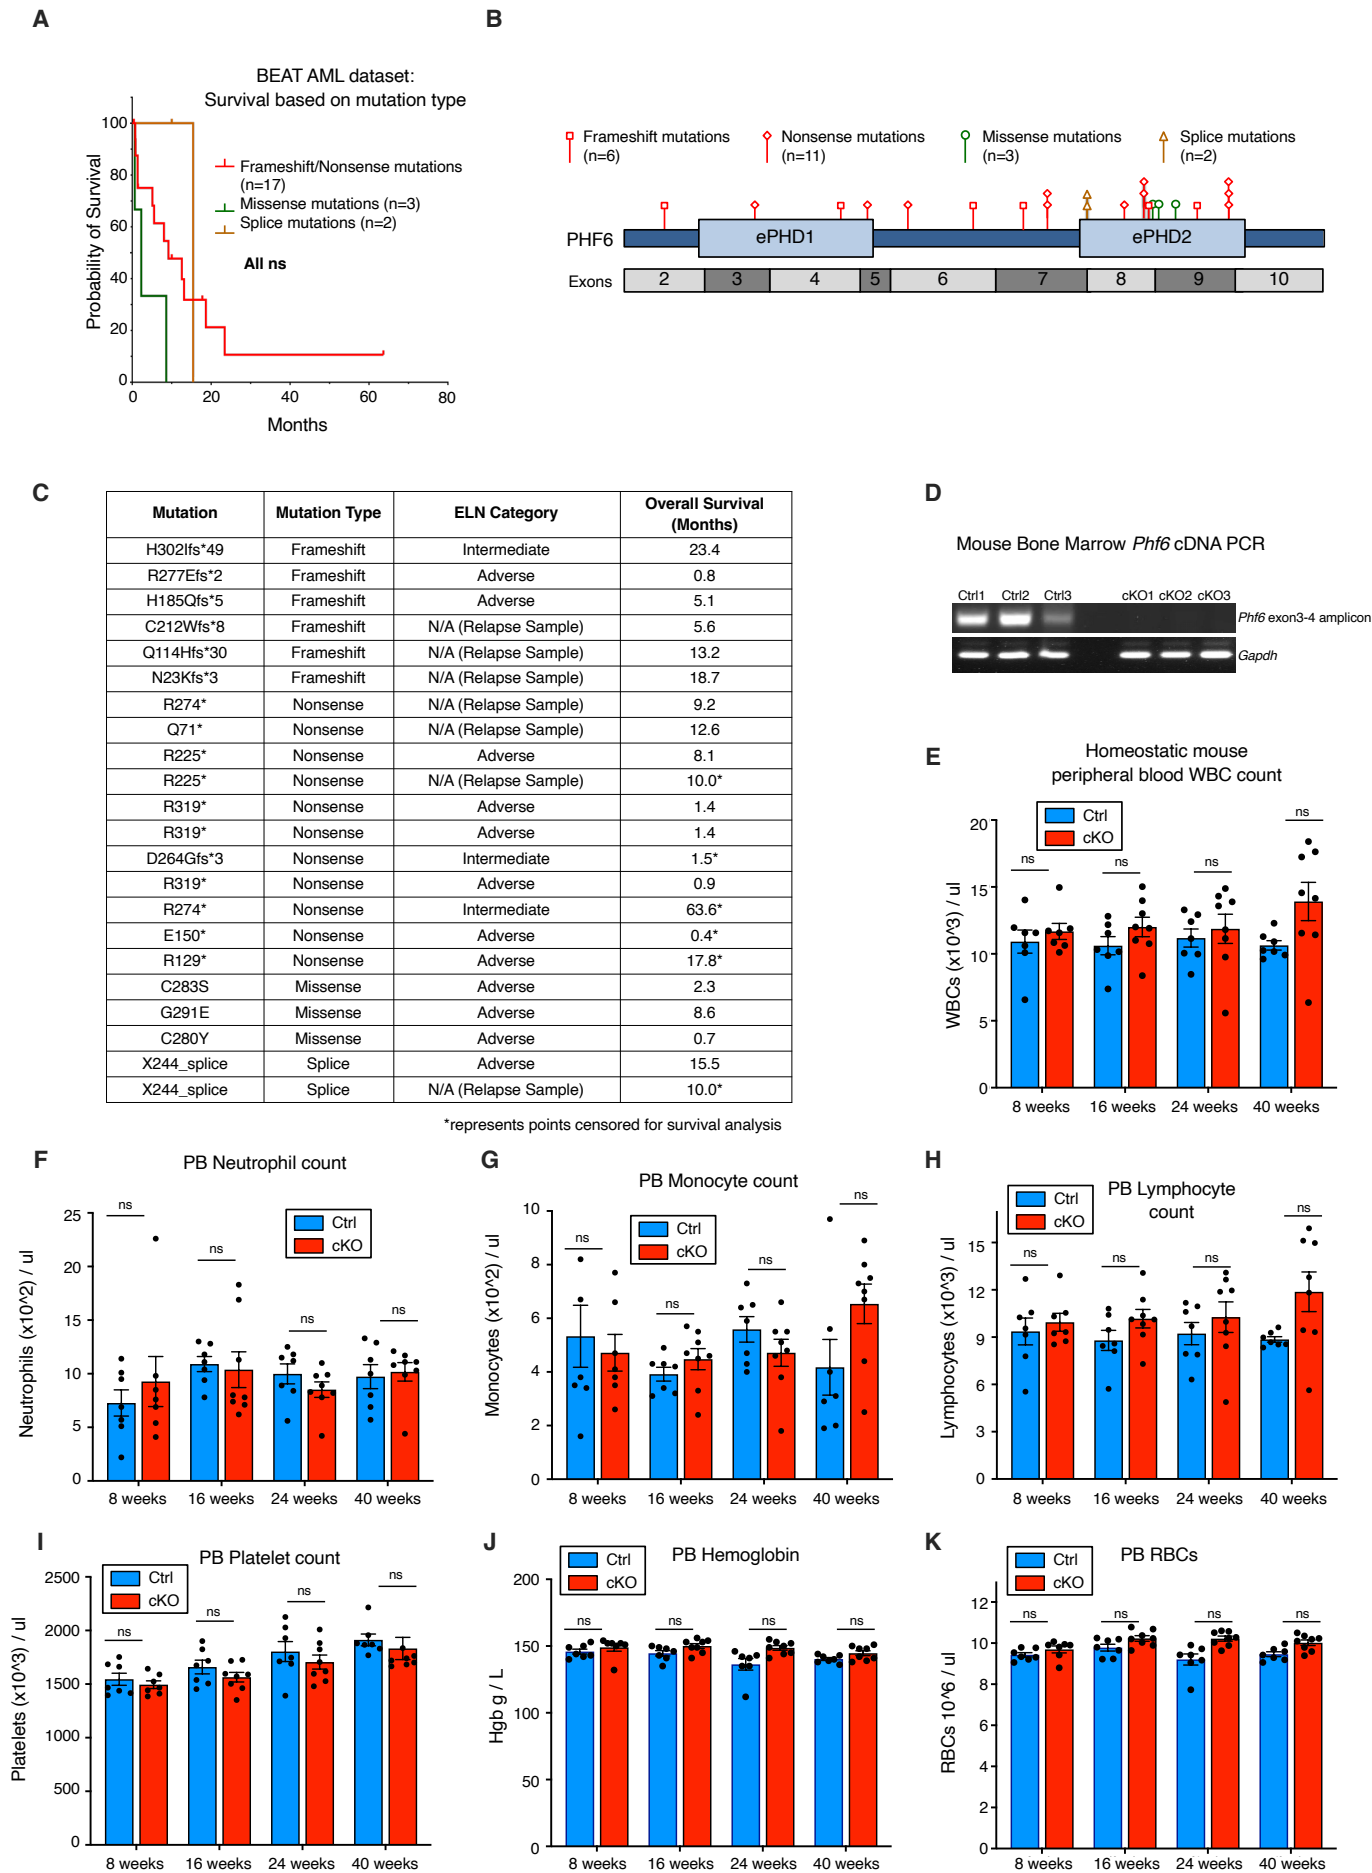 A
BEAT AML dataset:
Survival based on mutation type
Probability of Survival
100
80
60
40
20
0
0 20 40 60 80
Months
Frameshift/Nonsense mutations
(n=17)
Missense mutations (n=3)
Splice mutations (n=2)
All ns
B
Frameshift mutations
(n=6)
Nonsense mutations
(n=11)
Missense mutations
(n=3)
Splice mutations
(n=2)
PHF6 ePHD1 ePHD2
Exons 2 3 4 5 6 7 8 9 10
C
Mutation Mutation Type ELN Category Overall Survival
(Months)
H302Ifs*49 Frameshift Intermediate 23.4
R277Efs*2 Frameshift Adverse 0.8
H185Qfs*5 Frameshift Adverse 5.1
C212Wfs*8 Frameshift N/A (Relapse Sample) 5.6
Q114Hfs*30 Frameshift N/A (Relapse Sample) 13.2
N23Kfs*3 Frameshift N/A (Relapse Sample) 18.7
R274* Nonsense N/A (Relapse Sample) 9.2
Q71* Nonsense N/A (Relapse Sample) 12.6
R225* Nonsense Adverse 8.1
R225* Nonsense N/A (Relapse Sample) 10.0*
R319* Nonsense Adverse 1.4
R319* Nonsense Adverse 1.4
D264Gfs*3 Nonsense Intermediate 1.5*
R319* Nonsense Adverse 0.9
R274* Nonsense Intermediate 63.6*
E150* Nonsense Adverse 0.4*
R129* Nonsense Adverse 17.8*
C283S Missense Adverse 2.3
G291E Missense Adverse 8.6
C280Y Missense Adverse 0.7
X244_splice Splice Adverse 15.5
X244_splice Splice N/A (Relapse Sample) 10.0*
*represents points censored for survival analysis
D
Mouse Bone Marrow Phf6 cDNA PCR
Ctrl1 Ctrl2 Ctrl3 cKO1 cKO2 cKO3
Phf6 exon3-4 amplicon
Gapdh
E
Homeostatic mouse
peripheral blood WBC count
Ctrl
cKO
WBCs (x10^3) / ul
20
15
10
5
0
ns ns ns ns
8 weeks 16 weeks 24 weeks 40 weeks
F
PB Neutrophil count
Ctrl
cKO
Neutrophils (x10^2) / ul
25
20
15
10
5
0
ns ns ns ns
8 weeks 16 weeks 24 weeks 40 weeks
G
PB Monocyte count
Ctrl
cKO
Monocytes (x10^2) / ul
10
8
6
4
2
0
ns ns ns ns
8 weeks 16 weeks 24 weeks 40 weeks
H
PB Lymphocyte
count
Ctrl
cKO
Lymphocytes (x10^3) / ul
15
12
9
6
3
0
ns ns ns ns
8 weeks 16 weeks 24 weeks 40 weeks
I
PB Platelet count
Ctrl
cKO
Platelets (x10^3) / ul
2500
2000
1500
1000
500
0
ns ns ns ns
8 weeks 16 weeks 24 weeks 40 weeks
J
PB Hemoglobin
Ctrl
cKO
Hgb g / L
200
150
100
50
0
ns ns ns ns
8 weeks 16 weeks 24 weeks 40 weeks
K
PB RBCs
Ctrl
cKO
RBCs 10^6 / ul
12
10
8
6
4
2
0
ns ns ns ns
8 weeks 16 weeks 24 weeks 40 weeks